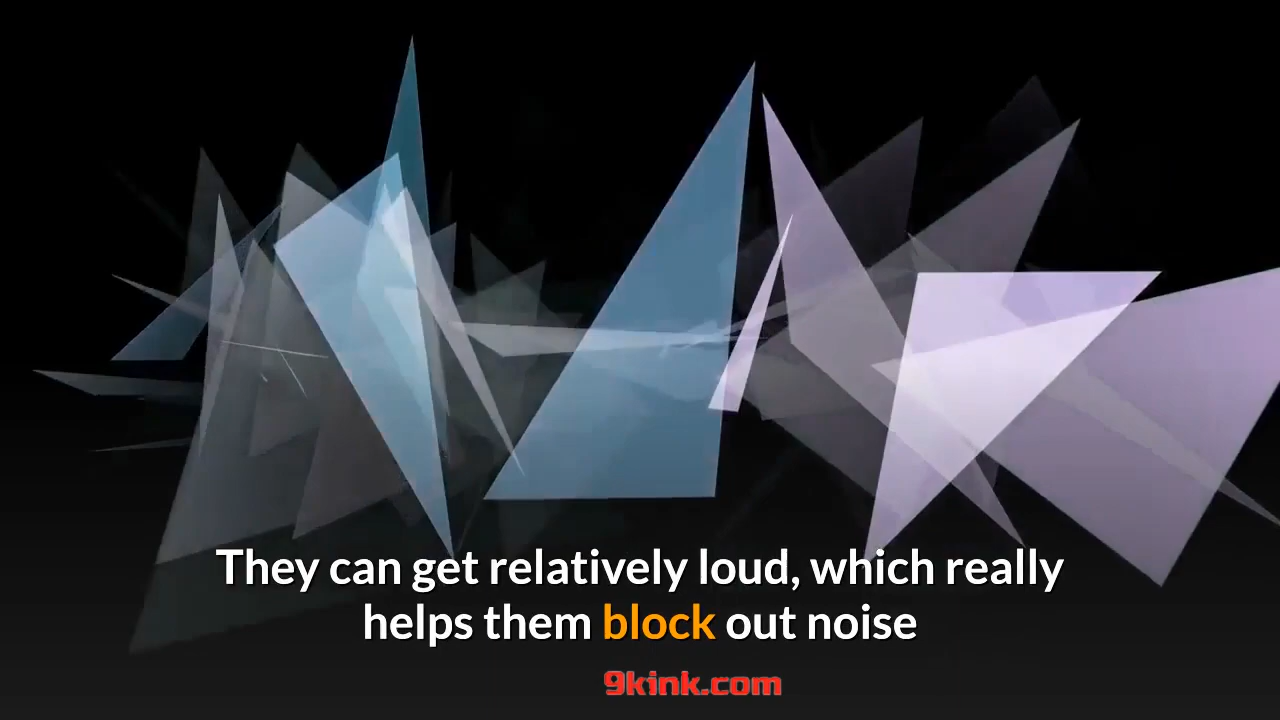 They can get relatively loud, which really
helps them block out noise
9kink.com